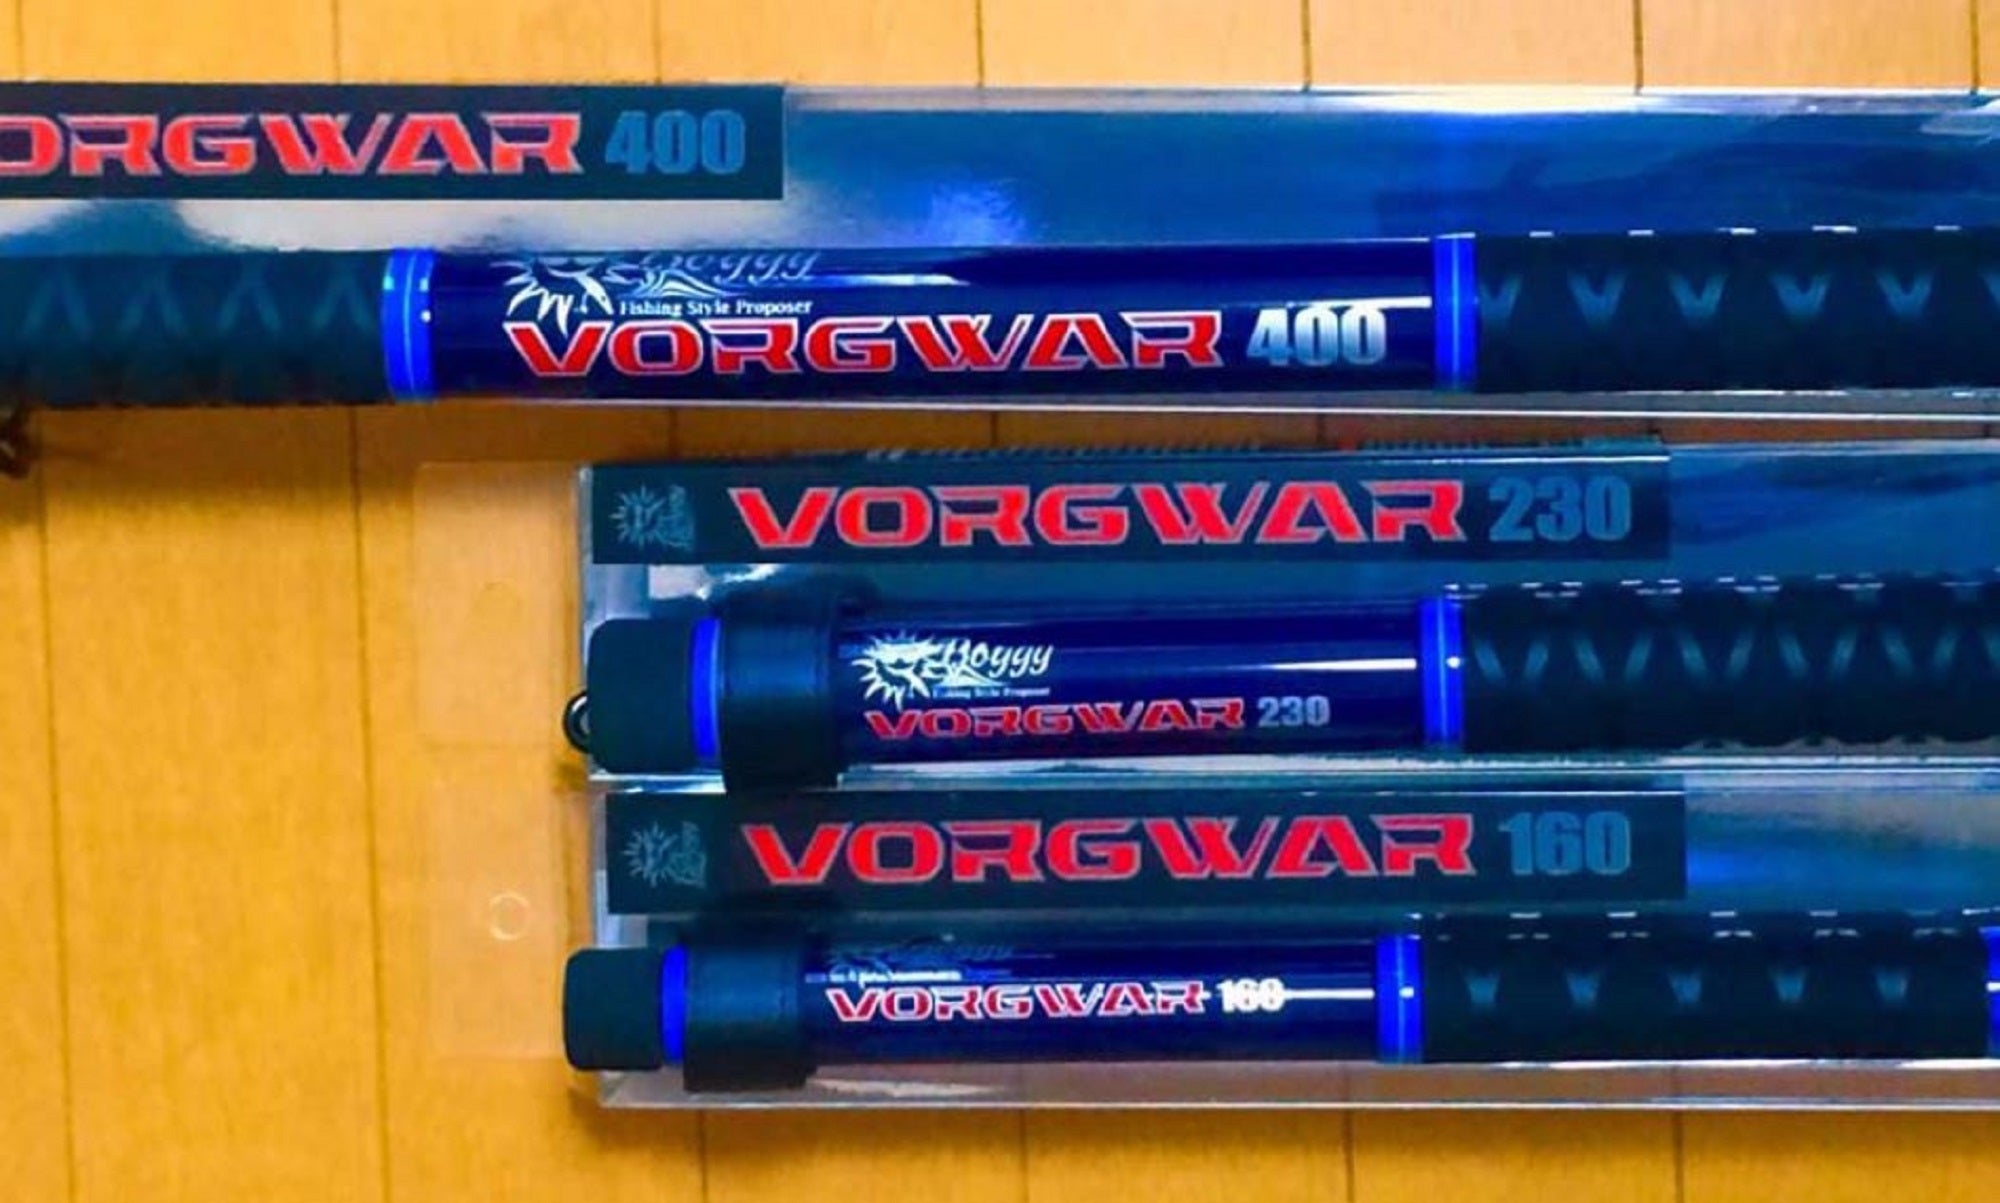 ORGWAR 400
Boggy
Fishing Style Proposer
VORGWAR 400
VORGWAR 230
Boggy
Fishing Style Proposer
VORGWAR 230
VORGWAR 160
VORGWAR 160